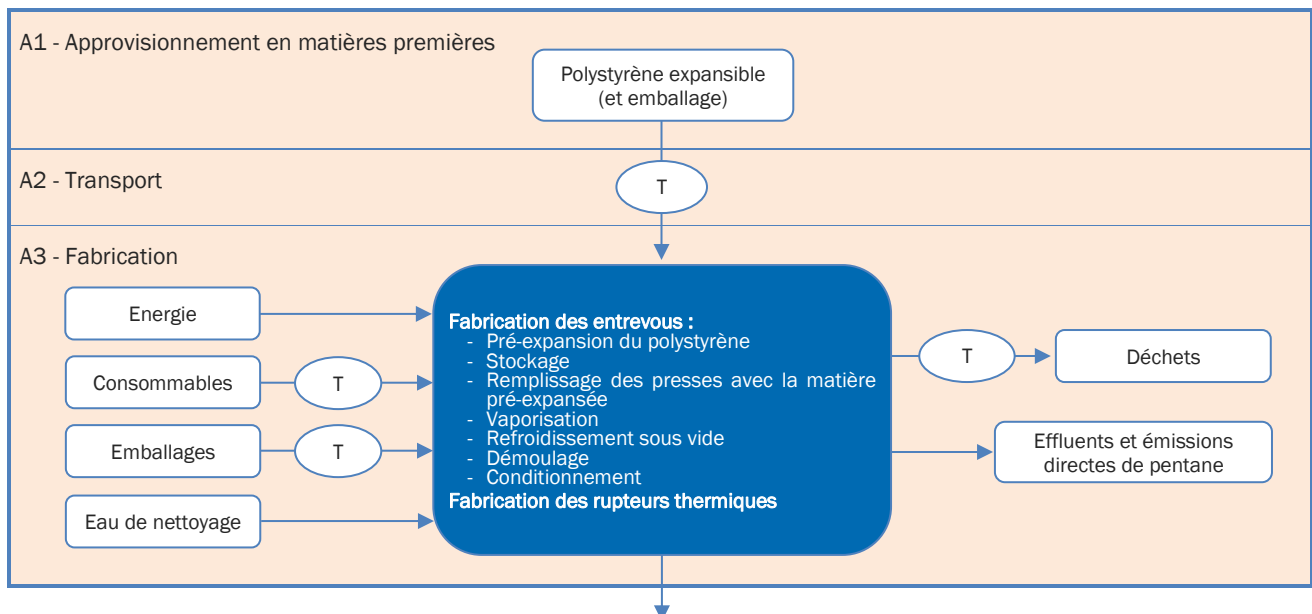 A1 - Approvisionnement en matières premières
Polystyrène expansible
(et emballage)
A2 - Transport
T
A3 - Fabrication
Energie
Consommables
T
Emballages
T
Eau de nettoyage
Fabrication des entrevous :
- Pré-expansion du polystyrène
- Stockage
- Remplissage des presses avec la matière
pré-expansée
- Vaporisation
- Refroidissement sous vide
- Démoulage
- Conditionnement
Fabrication des rupteurs thermiques
T
Déchets
Effluents et émissions
directes de pentane